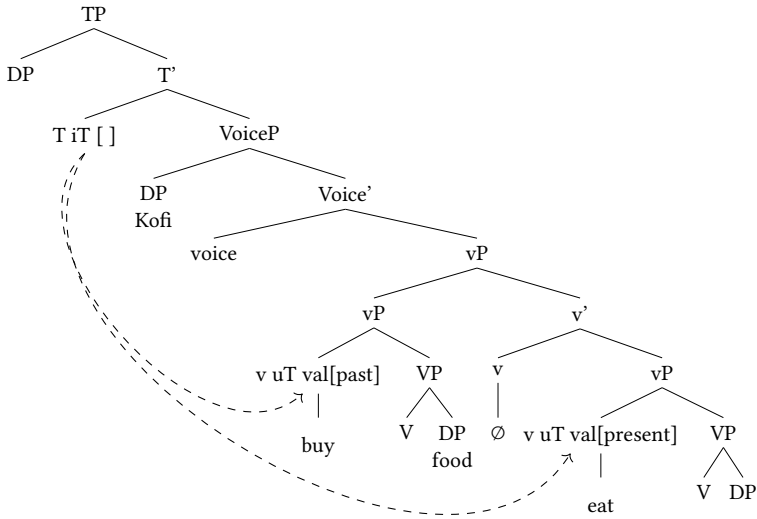 TP
DP T’
T iT [ ] VoiceP
DP Voice’
Kofi
voice vP
vP v’
v uT val[past] VP v vP
buy V DP ∅ v uT val[present] VP
food
eat V DP